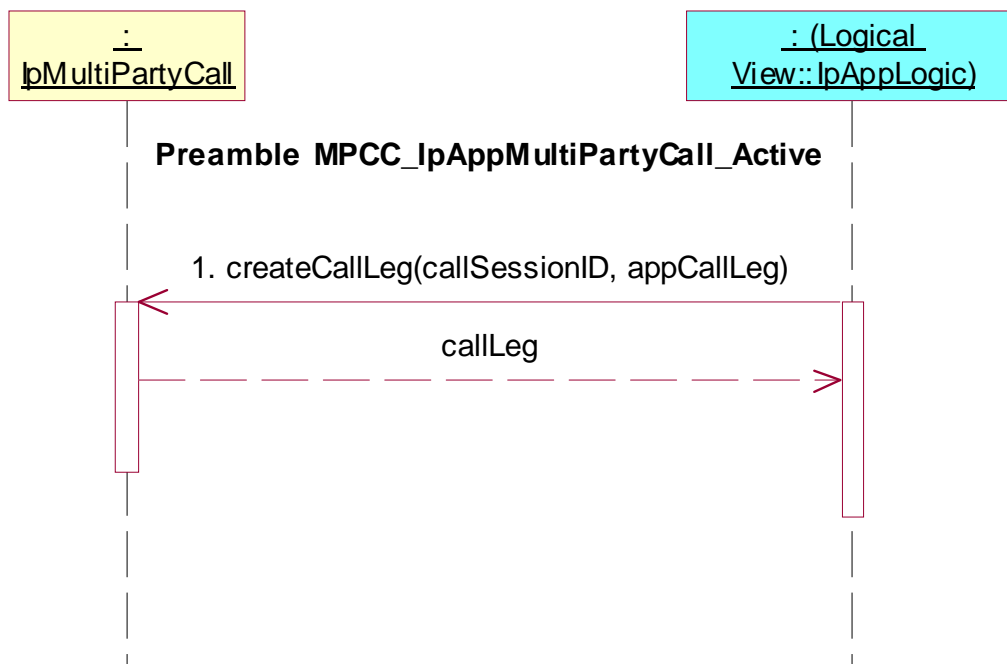 :
IpMultiPartyCall
: (Logical
View::IpAppLogic)
Preamble MPCC_IpAppMultiPartyCall_Active
1. createCallLeg(callSessionID, appCallLeg)
callLeg